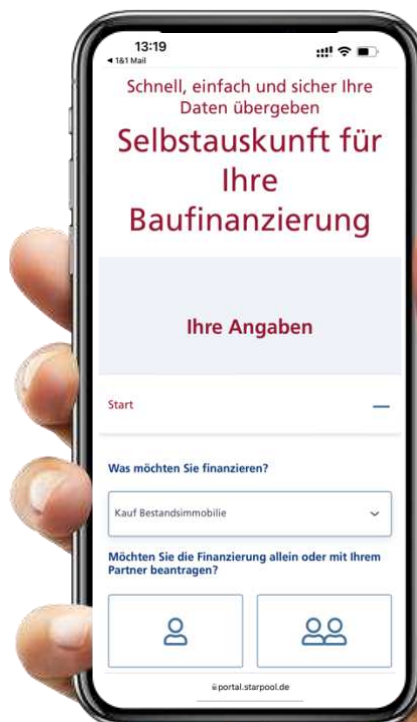 13:19
◄ 1&1 Mail
Schnell, einfach und sicher Ihre
Daten übergeben
Selbstauskunft für
Ihre
Baufinanzierung
Ihre Angaben
Start
Was möchten Sie finanzieren?
Kauf Bestandsimmobilie
Möchten Sie die Finanzierung allein oder mit Ihrem
Partner beantragen?
portal.starpool.de